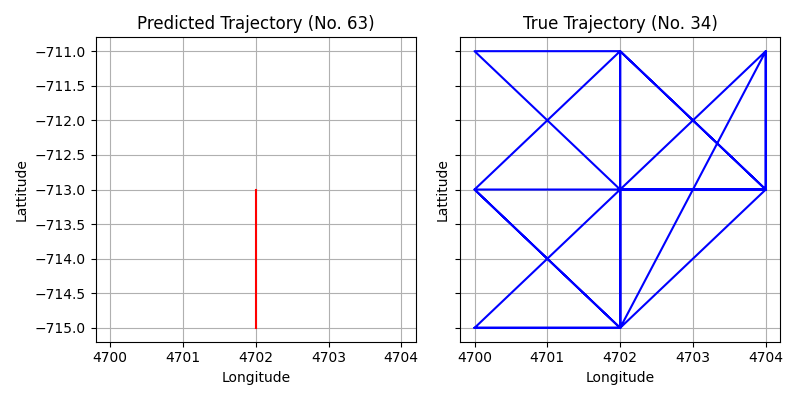 Predicted Trajectory (No. 63)
True Trajectory (No. 34)
Lattitude
−711.0
−711.5
−712.0
−712.5
−713.0
−713.5
−714.0
−714.5
−715.0
4700 4701 4702 4703 4704
Longitude
Lattitude
4700 4701 4702 4703 4704
Longitude